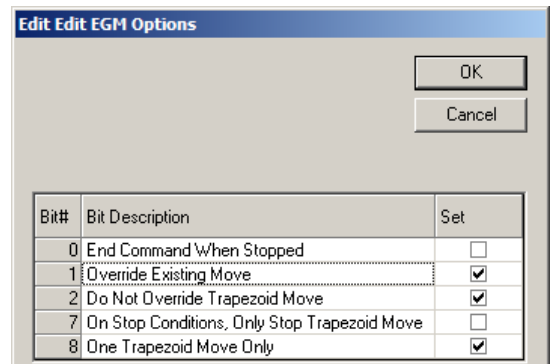 Edit Edit EGM Options
OK
Cancel
Bit# Bit Description Set
0 End Command When Stopped
1 Override Existing Move
2 Do Not Override Trapezoid Move
7 On Stop Conditions, Only Stop Trapezoid Move
8 One Trapezoid Move Only